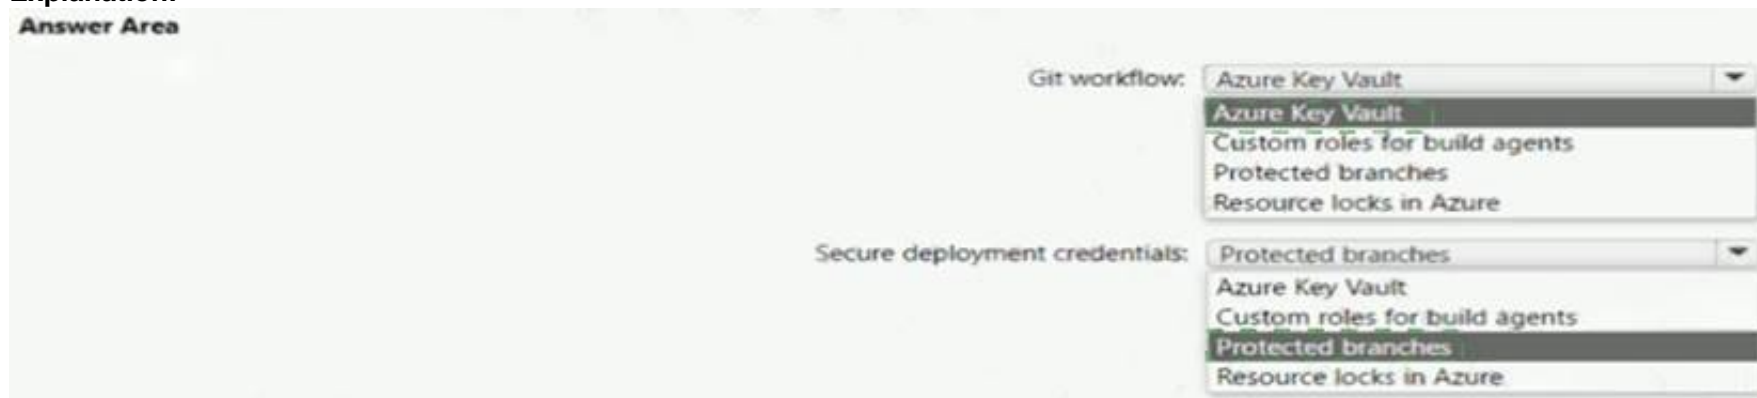 Explanation:
Answer Area
Git workflow: Azure Key Vault
Azure Key Vault
Custom roles for build agents
Protected branches
Resource locks in Azure
Secure deployment credentials: Protected branches
Azure Key Vault
Custom roles for build agents
Protected branches
Resource locks in Azure